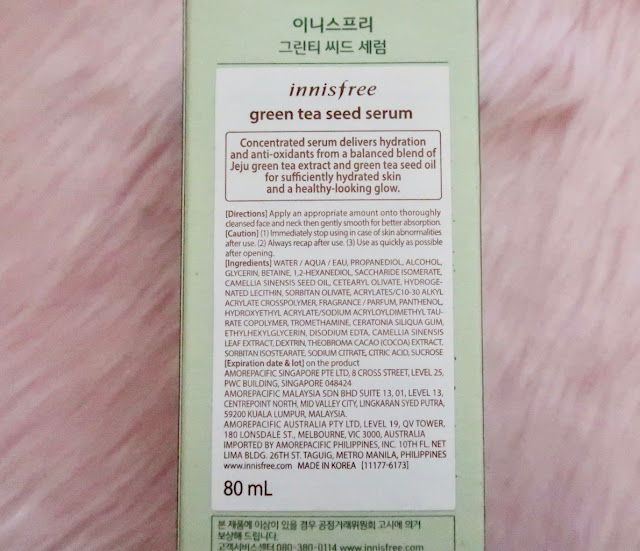 이니스프리
그린티 씨드 세럼
innisfree
green tea seed serum
Concentrated serum delivers hydration
and anti-oxidants from a balanced blend of
Jeju green tea extract and green tea seed oil
for sufficiently hydrated skin
and a healthy-looking glow.
[Directions] Apply an appropriate amount onto thoroughly
cleansed face and neck then gently smooth for better absorption.
[Caution] (1) Immediately stop using in case of skin abnormalities
after use. (2) Always recap after use. (3) Use as quickly as possible
after opening.
[Ingredients] WATER / AQUA / EAU, PROPANEDIOL, ALCOHOL,
GLYCERIN, BETAINE, 1,2-HEXANEDIOL, SACCHARIDE ISOMERATE,
CAMELLIA SINENSIS SEED OIL, CETEARYL OLIVATE, HYDROGE-
NATED LECITHIN, SORBITAN OLIVATE, ACRYLATES/C10-30 ALKYL
ACRYLATE CROSSPOLYMER, FRAGRANCE / PARFUM, PANTHENOL,
HYDROXYETHYL ACRYLATE/SODIUM ACRYLOYLDIMETHYL TAU-
RATE COPOLYMER, TROMETHAMINE, CERATONIA SILIQUA GUM,
ETHYLHEXYLGLYCERIN, DISODIUM EDTA, CAMELLIA SINENSIS
LEAF EXTRACT, DEXTRIN, THEOBROMA CACAO (COCOA) EXTRACT,
SORBITAN ISOSTEARATE, SODIUM CITRATE, CITRIC ACID, SUCROSE
[Expiration date & lot] on the product
AMOREPACIFIC SINGAPORE PTE LTD, 8 CROSS STREET, LEVEL 25,
PWC BUILDING, SINGAPORE 048424
AMOREPACIFIC MALAYSIA SDN BHD SUITE 13, 01, LEVEL 13,
CENTREPOINT NORTH, MID VALLEY CITY, LINGKARAN SYED PUTRA,
59200 KUALA LUMPUR, MALAYSIA.
AMOREPACIFIC AUSTRALIA PTY LTD, LEVEL 19, QV TOWER,
180 LONSDALE ST., MELBOURNE, VIC 3000, AUSTRALIA
IMPORTED BY AMOREPACIFIC PHILIPPINES, INC. 10TH FL. NET
LIMA BLDG. 26TH ST. TAGUIG, METRO MANILA, PHILIPPINES
www.innisfree.com MADE IN KOREA [11177-6173]
80 mL
본 제품에 이상이 있을 경우 공정거래위원회 고시에 의거
보상해 드립니다.
고객서비스센터 080-380-0114 www.innisfree.com